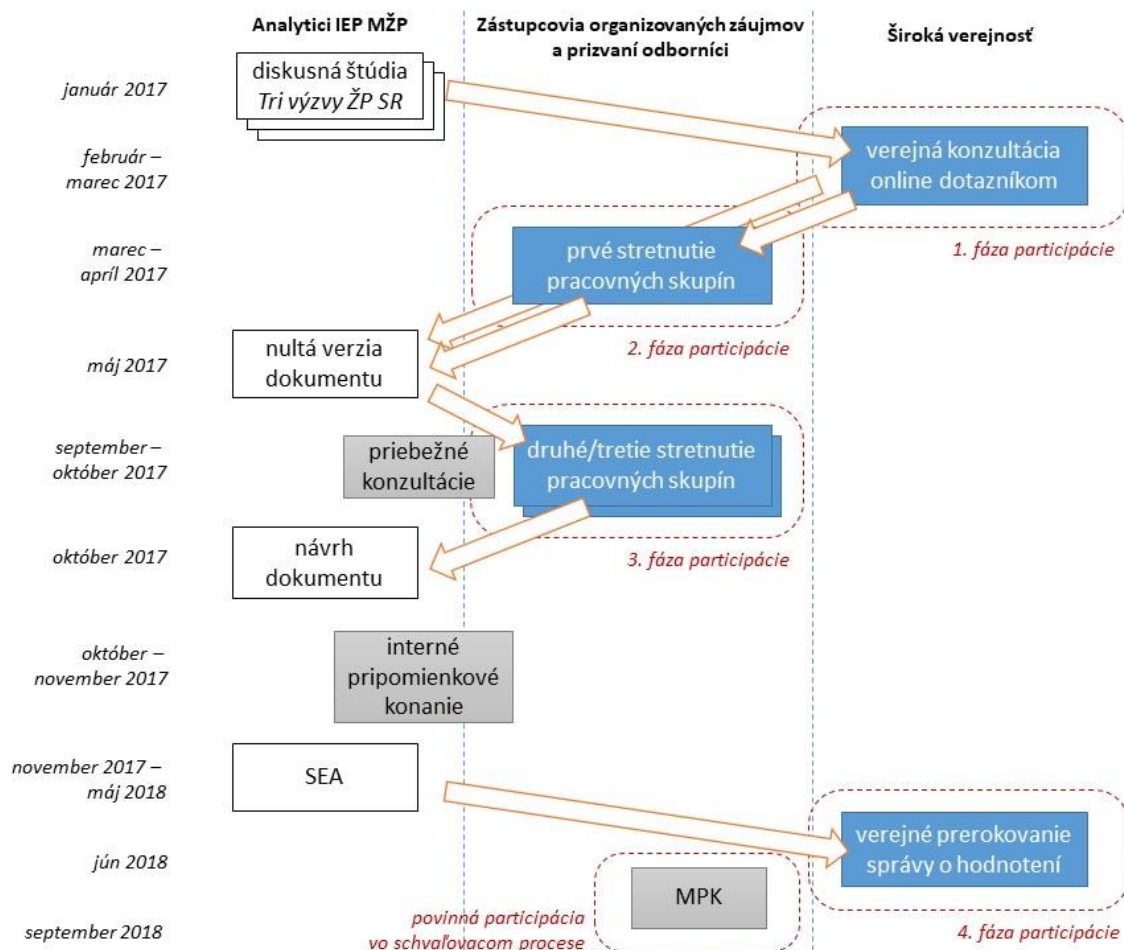 Analytici IEP MŽP
Zástupcovia organizovaných záujmov
a prizvaní odborníci
Široká verejnosť
január 2017
diskusná štúdia
Tri výzvy ŽP SR
február –
marec 2017
verejná konzultácia
online dotazníkom
1. fáza participácie
marec –
apríl 2017
prvé stretnutie
pracovných skupín
2. fáza participácie
máj 2017
nultá verzia
dokumentu
september –
október 2017
priebežné
konzultácie
druhé/tretie stretnutie
pracovných skupín
3. fáza participácie
október 2017
návrh
dokumentu
október –
november 2017
interné
pripomienkové
konanie
november 2017 –
máj 2018
SEA
verejné prerokovanie
správy o hodnotení
4. fáza participácie
jún 2018
MPK
povinná participácia
vo schvaľovacom procese
september 2018